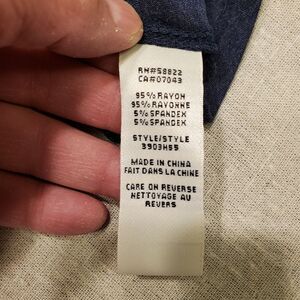 RN#58822
CA#07043
95% RAYON
95% RAYONNE
5% SPANDEX
5% SPANDEX
STYLE/STYLE
3903H55
MADE IN CHINA
FAIT DANS LA CHINE
CARE ON REVERSE
NETTOYAGE AU
REVERS